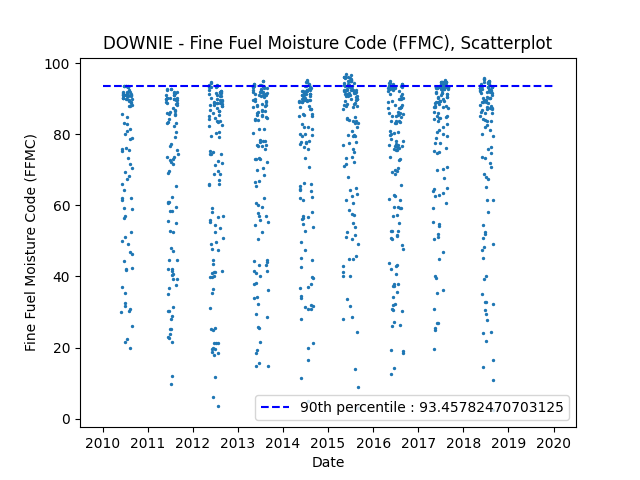 DOWNIE - Fine Fuel Moisture Code (FFMC), Scatterplot
100
80
60
40
20
0
Fine Fuel Moisture Code (FFMC)
90th percentile : 93.45782470703125
2010 2011 2012 2013 2014 2015 2016 2017 2018 2019 2020
Date